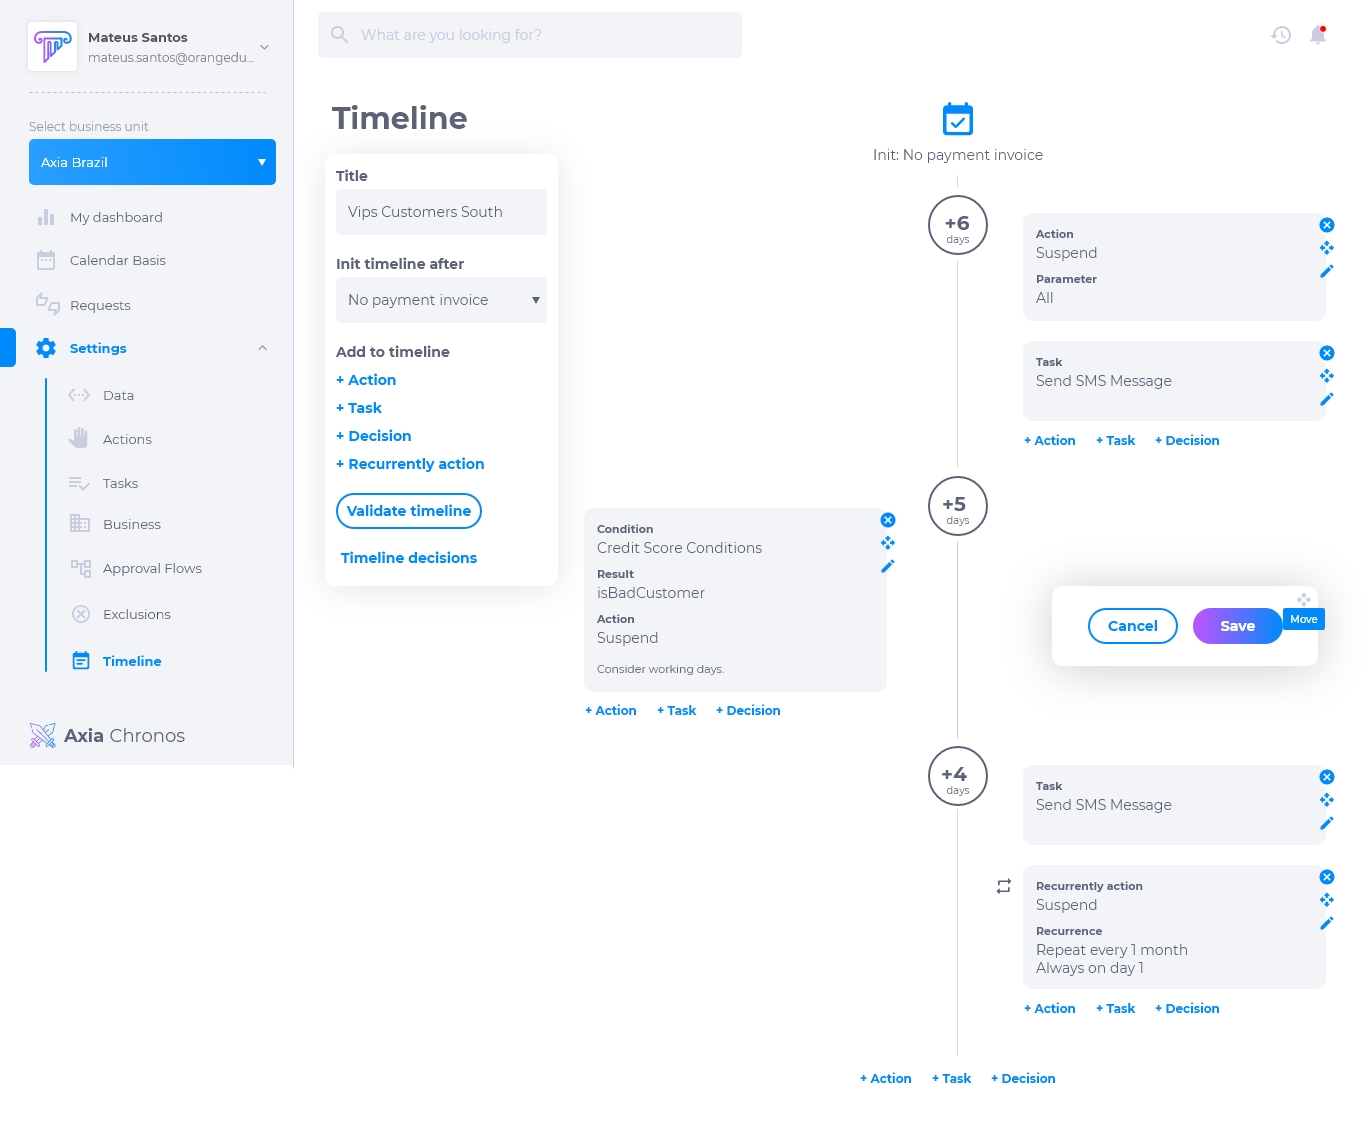 Mateus Santos
mateus.santos@orangedu...
Select business unit
Axia Brazil
My dashboard
Calendar Basis
Requests
Settings
Data
Actions
Tasks
Business
Approval Flows
Exclusions
Timeline
Axia Chronos
What are you looking for?
Timeline
Title
Vips Customers South
Init timeline after
No payment invoice
Add to timeline
+ Action
+ Task
+ Decision
+ Recurrently action
Validate timeline
Timeline decisions
Init: No payment invoice
+6
days
Action
Suspend
Parameter
All
Task
Send SMS Message
+ Action + Task + Decision
+5
days
Condition
Credit Score Conditions
Result
isBadCustomer
Action
Suspend
Consider working days.
+ Action + Task + Decision
Cancel
Save
Move
+4
days
Task
Send SMS Message
Recurrently action
Suspend
Recurrence
Repeat every 1 month
Always on day 1
+ Action + Task + Decision
+ Action + Task + Decision